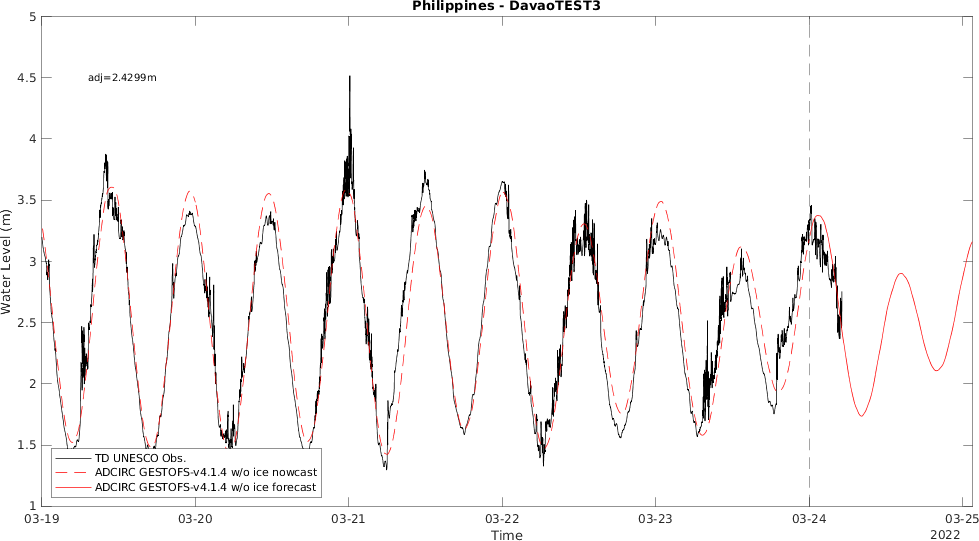 Philippines - DavaoTEST3
5
4.5
4
3.5
3
2.5
2
1.5
1
Water Level (m)
adj=2.4299m
TD UNESCO Obs.
ADCIRC GESTOFS-v4.1.4 w/o ice nowcast
ADCIRC GESTOFS-v4.1.4 w/o ice forecast
03-19 03-20 03-21 03-22 03-23 03-24 03-25
Time
2022